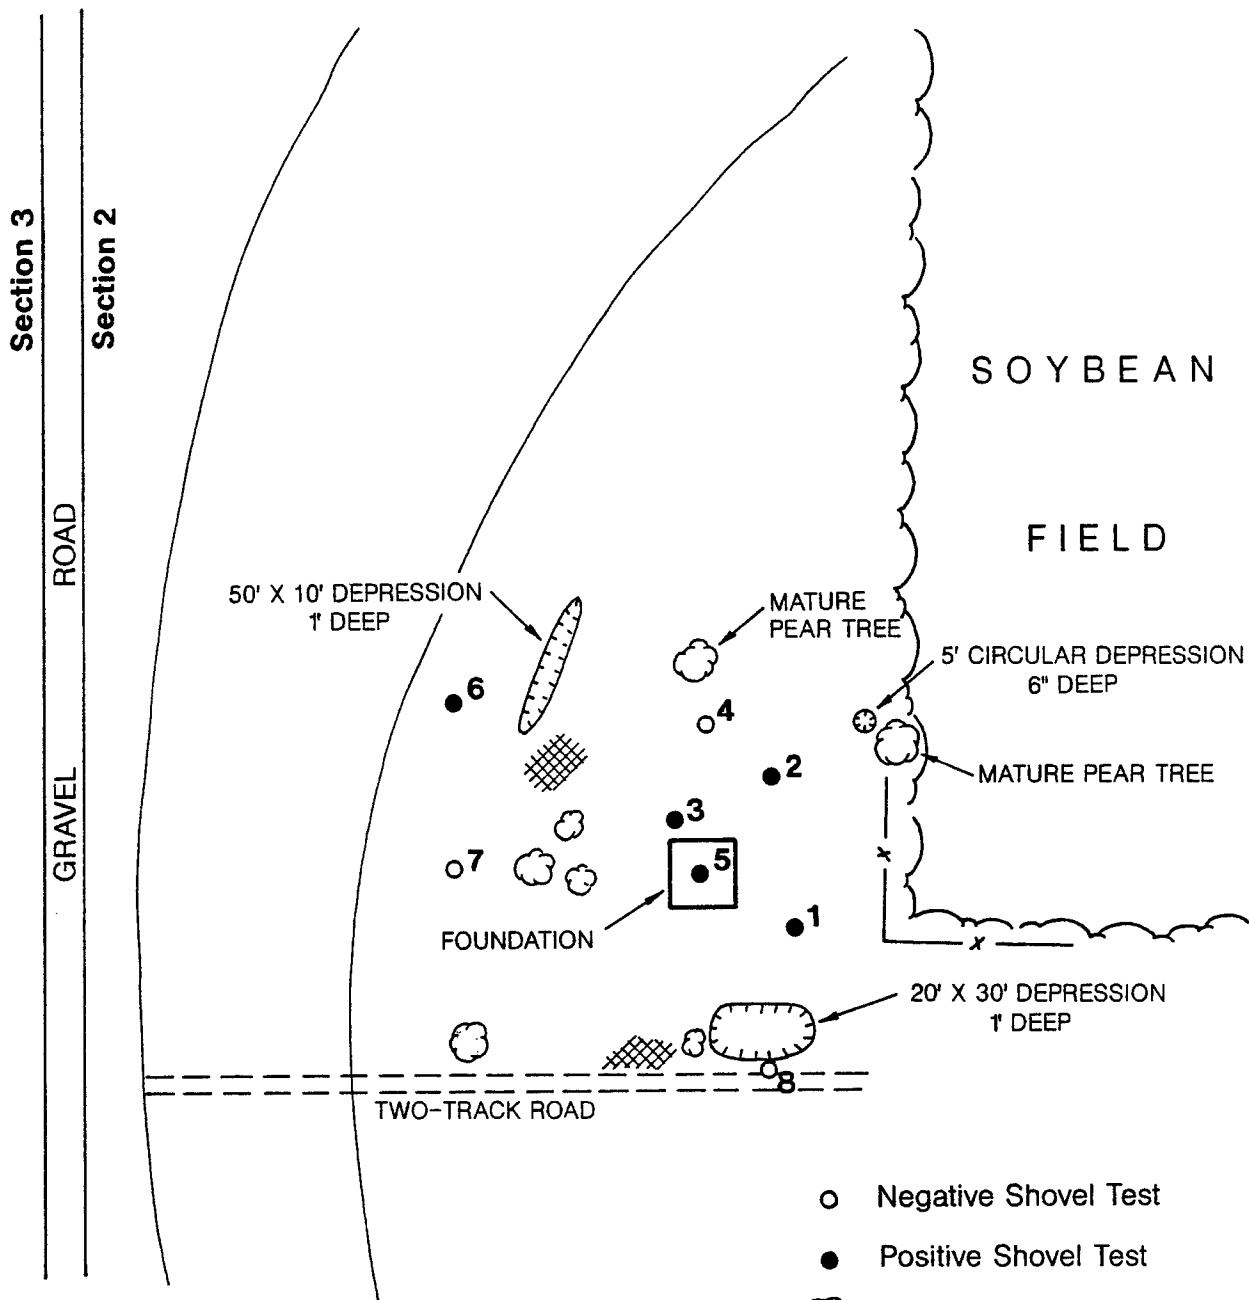 Section 3
Section 2
GRAVEL ROAD
SOYBEAN
FIELD
50' X 10' DEPRESSION
1' DEEP
MATURE
PEAR TREE
5' CIRCULAR DEPRESSION
6" DEEP
6
4
2
MATURE PEAR TREE
3
7
5
x
FOUNDATION
1
x
20' X 30' DEPRESSION
1' DEEP
8
TWO-TRACK ROAD
Negative Shovel Test
Positive Shovel Test